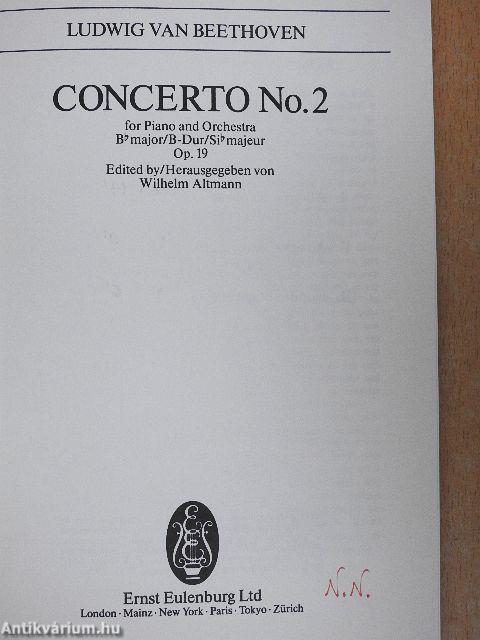 LUDWIG VAN BEETHOVEN
CONCERTO No. 2
for Piano and Orchestra
B♭ major/B-Dur/Si♭ majeur
Op. 19
Edited by/Herausgegeben von
Wilhelm Altmann
Ernst Eulenburg Ltd
London · Mainz · New York · Paris · Tokyo · Zürich
N.N.
Antikvárium.hu